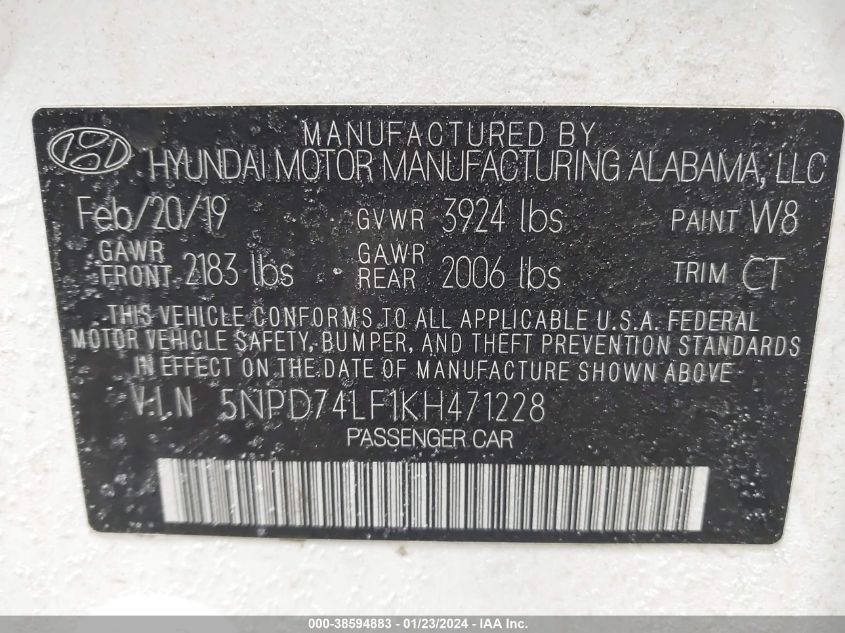 MANUFACTURED BY
HYUNDAI MOTOR MANUFACTURING ALABAMA, LLC
Feb/20/19 GVWR 3924 lbs PAINT W8
GAWR FRONT 2183 lbs GAWR REAR 2006 lbs TRIM CT
THIS VEHICLE CONFORMS TO ALL APPLICABLE U.S.A. FEDERAL
MOTOR VEHICLE SAFETY, BUMPER, AND THEFT PREVENTION STANDARDS
IN EFFECT ON THE DATE OF MANUFACTURE SHOWN ABOVE.
V.I.N 5NPD74LF1KH471228
PASSENGER CAR
000-38594883 - 01/23/2024 - IAA Inc.